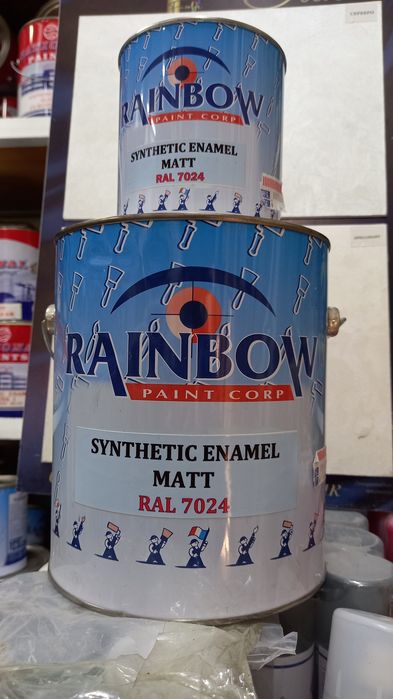 RAINBOW
PAINT CORP
SYNTHETIC ENAMEL
MATT
RAL 7024
RAINBOW
PAINT CORP
SYNTHETIC ENAMEL
MATT
RAL 7024